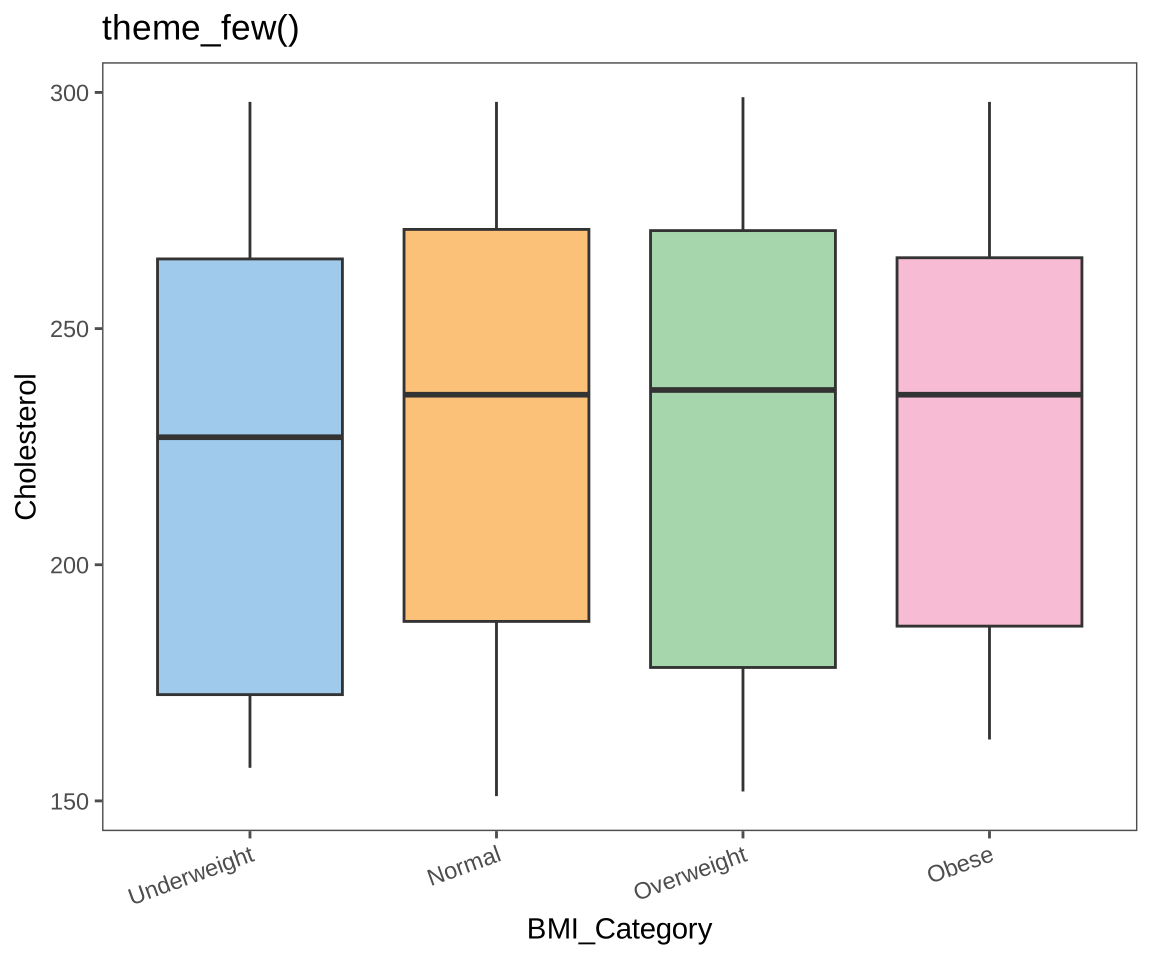 theme_few()
300
250
200
150
Cholesterol
Underweight
Normal
Overweight
Obese
BMI_Category